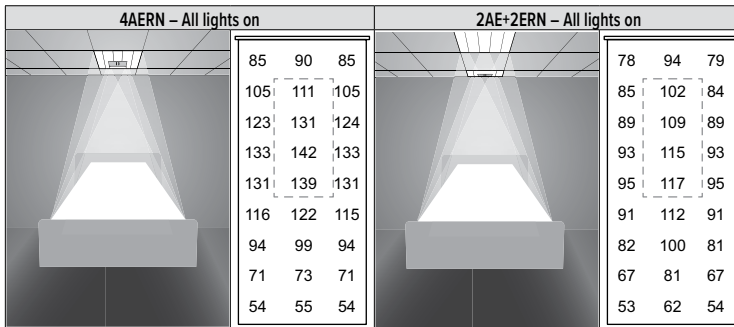 4AERN – All lights on
85 90 85
105 111 105
123 131 124
133 142 133
131 139 131
116 122 115
94 99 94
71 73 71
54 55 54
2AE+2ERN – All lights on
78 94 79
85 102 84
89 109 89
93 115 93
95 117 95
91 112 91
82 100 81
67 81 67
53 62 54